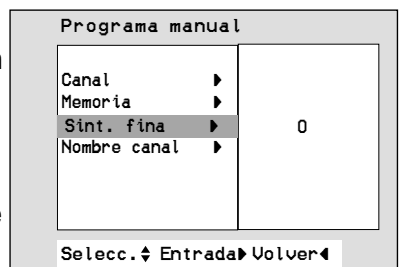 Programa manual
Canal
Memoria
Sint. fina 0
Nombre canal
Selecc. Entrada Volver